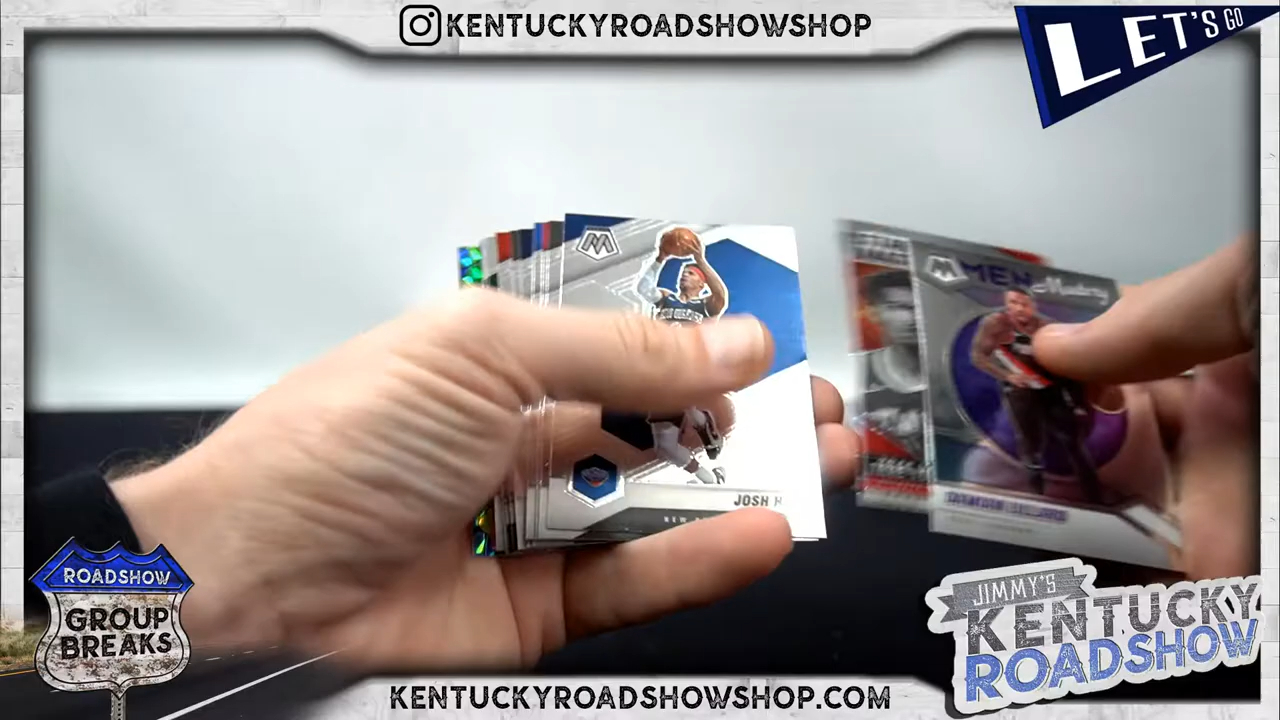 KENTUCKYROADSHOWSHOP
LET'S GO
MEN
Mastery
JOSH H
ROADSHOW
GROUP
BREAKS
JIMMY'S
KENTUCKY
ROADSHOW
KENTUCKYROADSHOWSHOP.COM